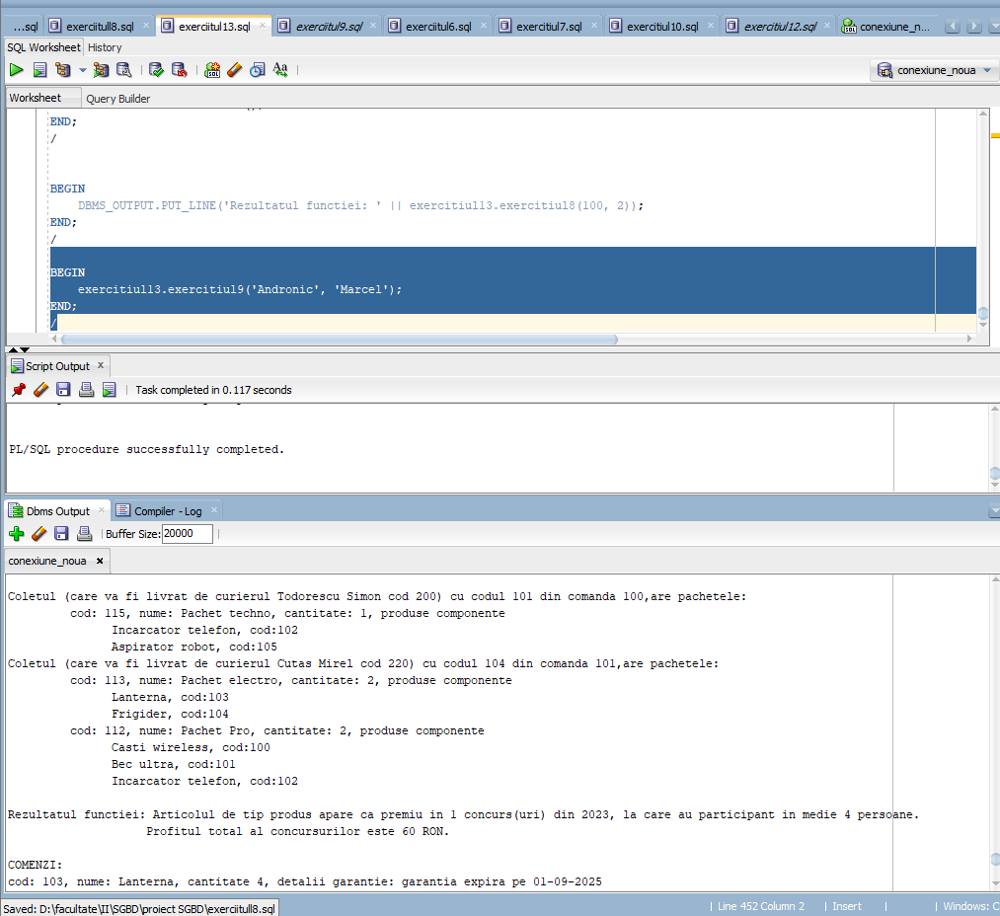 ...sql exerciitull8.sql exerciitul13.sql exerciitul9.sql exerciitul6.sql exercitiul7.sql exercitiul10.sql exercitiul12.sql conexiune_n...
SQL Worksheet History
conexiune_noua
Worksheet Query Builder
END;
/
BEGIN
DBMS_OUTPUT.PUT_LINE('Rezultatul functiei: ' || exercitiul13.exercitiul8(100, 2));
END;
/
BEGIN
exercitiul13.exercitiul9('Andronic', 'Marcel');
END;
/
Script Output x
Task completed in 0.117 seconds
PL/SQL procedure successfully completed.
Dbms Output Compiler - Log
Buffer Size: 20000
conexiune_noua x
Coletul (care va fi livrat de curierul Todorescu Simon cod 200) cu codul 101 din comanda 100,are pachetele:
cod: 115, nume: Pachet techno, cantitate: 1, produse componente
Incarcator telefon, cod:102
Aspirator robot, cod:105
Coletul (care va fi livrat de curierul Cutas Mirel cod 220) cu codul 104 din comanda 101,are pachetele:
cod: 113, nume: Pachet electro, cantitate: 2, produse componente
Lanterna, cod:103
Frigider, cod:104
cod: 112, nume: Pachet Pro, cantitate: 2, produse componente
Casti wireless, cod:100
Bec ultra, cod:101
Incarcator telefon, cod:102
Rezultatul functiei: Articolul de tip produs apare ca premiu in 1 concurs(uri) din 2023, la care au participant in medie 4 persoane.
Profitul total al concursurilor este 60 RON.
COMENZI:
cod: 103, nume: Lanterna, cantitate 4, detalii garantie: garantia expira pe 01-09-2025
Saved: D:\facultate\II\SGBD\proiect SGBD\exerciitull8.sql
Line 452 Column 2 Insert Windows: C